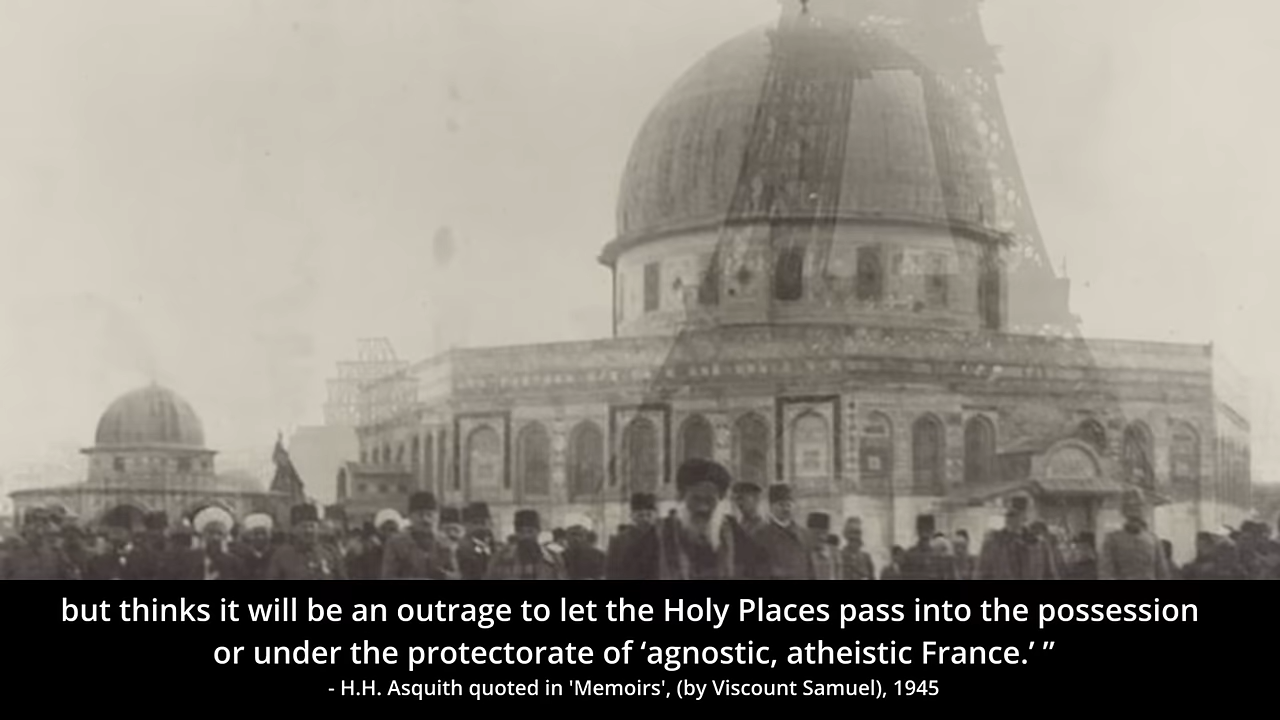 but thinks it will be an outrage to let the Holy Places pass into the possession
or under the protectorate of ‘agnostic, atheistic France.’ ”
- H.H. Asquith quoted in 'Memoirs', (by Viscount Samuel), 1945